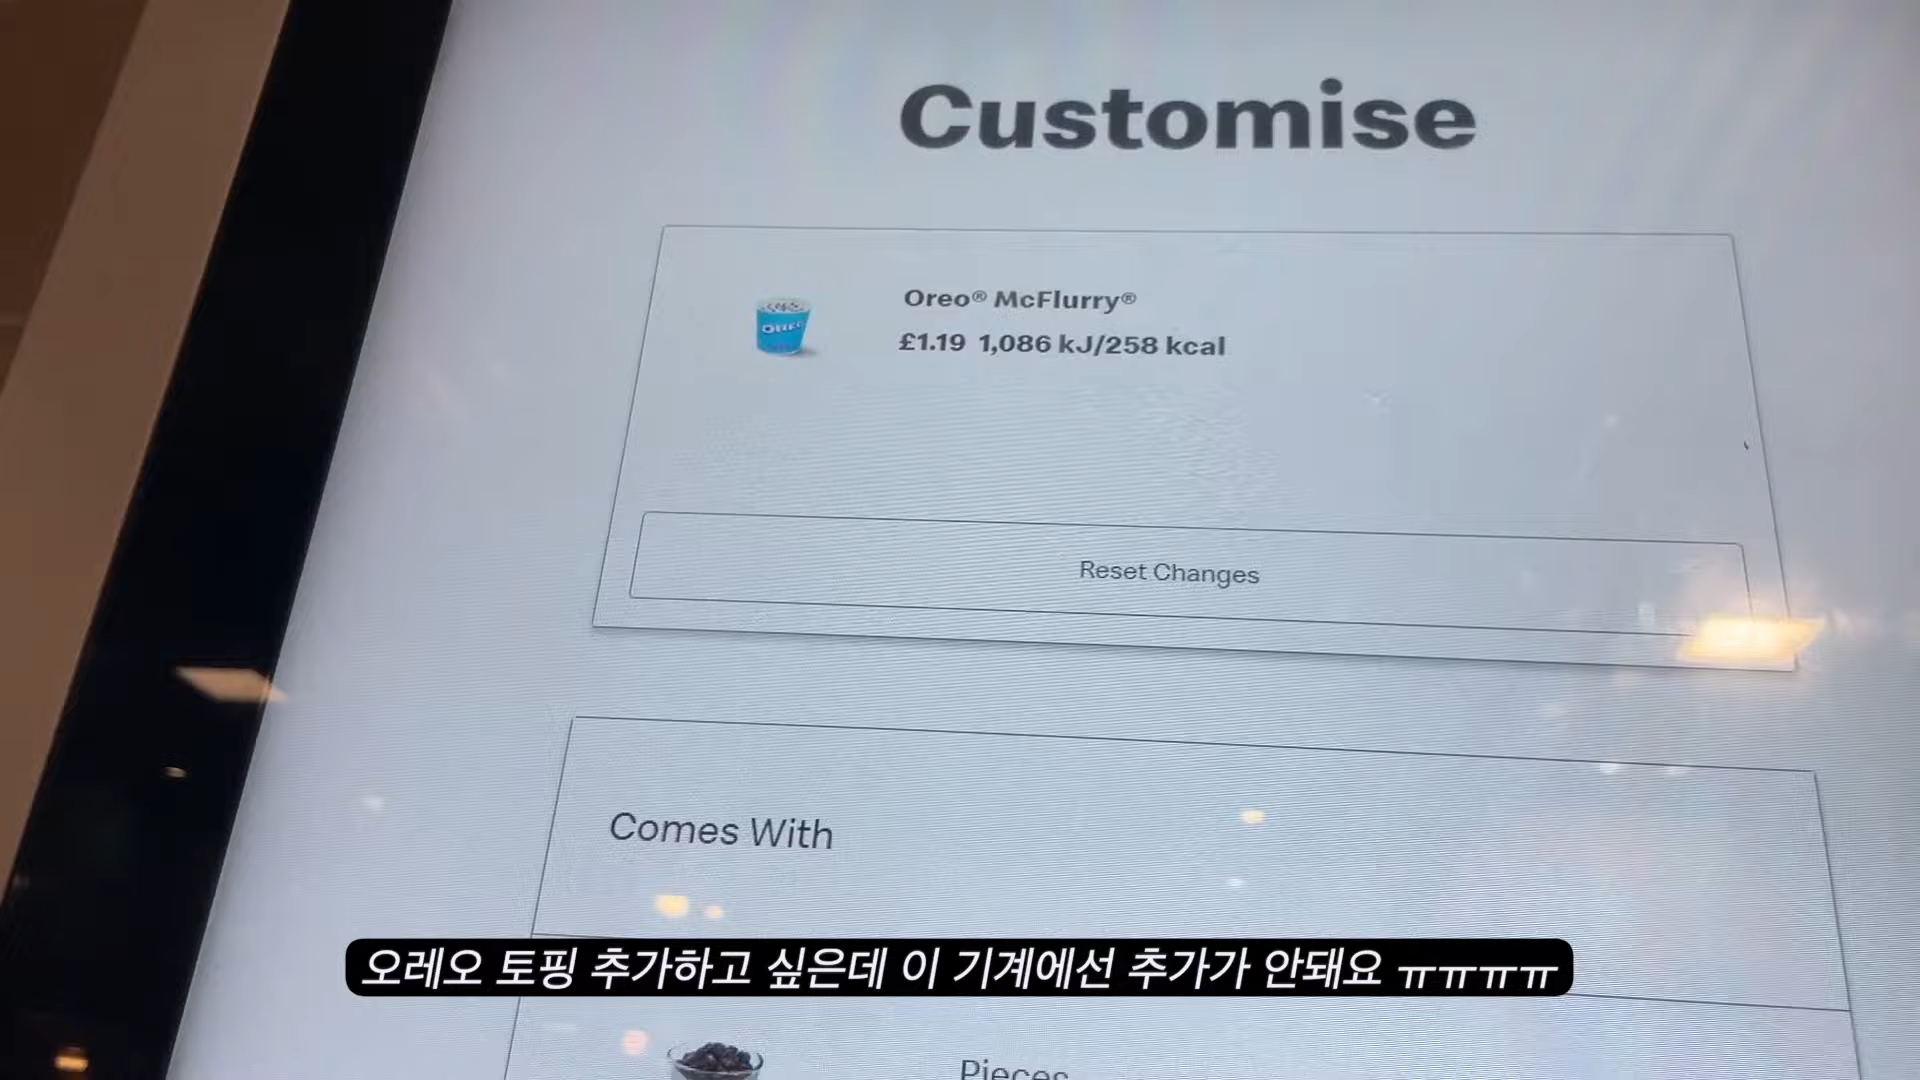 Customise
OREO
Oreo® McFlurry®
£1.19 1,086 kJ/258 kcal
Reset Changes
Comes With
오레오 토핑 추가하고 싶은데 이 기계에선 추가가 안돼요 ㅠㅠㅠㅠ
Pieces